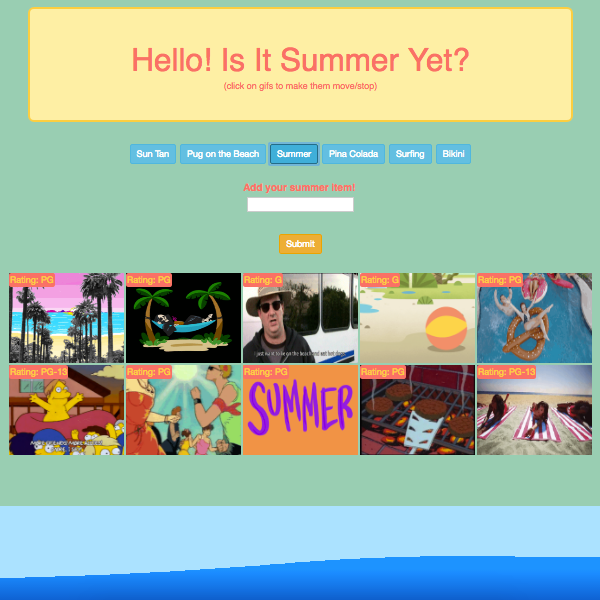 Hello! Is It Summer Yet?
(click on gifs to make them move/stop)
Sun Tan
Pug on the Beach
Summer
Pina Colada
Surfing
Bikini
Add your summer item!
Submit
Rating: PG
Rating: PG
Rating: G
Rating: G
Rating: PG
Rating: PG-13
Rating: PG
Rating: PG
SUMMER
Rating: PG
Rating: PG-13